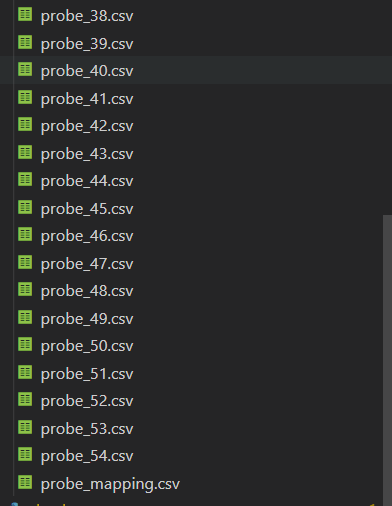 probe_38.csv
probe_39.csv
probe_40.csv
probe_41.csv
probe_42.csv
probe_43.csv
probe_44.csv
probe_45.csv
probe_46.csv
probe_47.csv
probe_48.csv
probe_49.csv
probe_50.csv
probe_51.csv
probe_52.csv
probe_53.csv
probe_54.csv
probe_mapping.csv